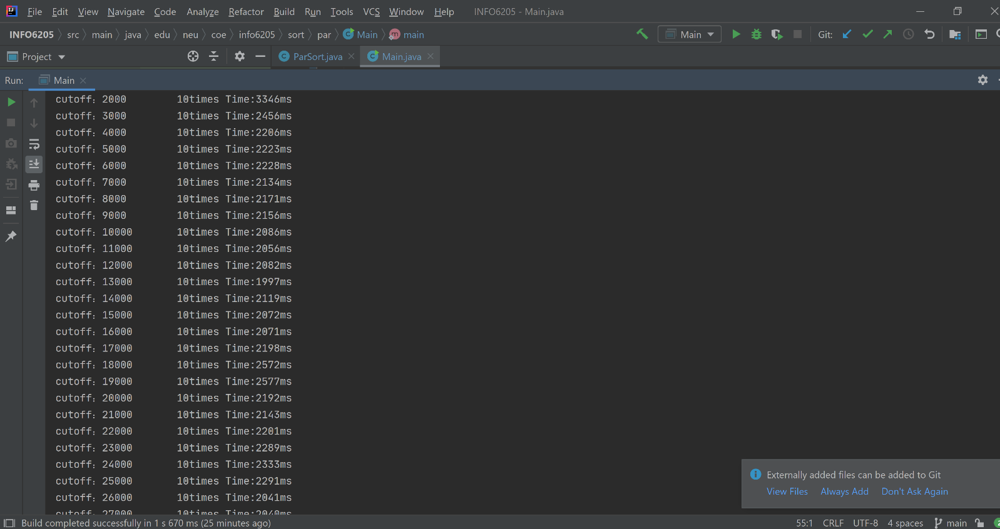 File Edit View Navigate Code Analyze Refactor Build Run Tools VCS Window Help INFO6205 - Main.java
INFO6205 src main java edu neu coe info6205 sort par Main main Main Git:
Project ParSort.java Main.java
Run: Main
cutoff: 2000 10times Time:3346ms
cutoff: 3000 10times Time:2456ms
cutoff: 4000 10times Time:2206ms
cutoff: 5000 10times Time:2223ms
cutoff: 6000 10times Time:2228ms
cutoff: 7000 10times Time:2134ms
cutoff: 8000 10times Time:2171ms
cutoff: 9000 10times Time:2156ms
cutoff: 10000 10times Time:2086ms
cutoff: 11000 10times Time:2056ms
cutoff: 12000 10times Time:2082ms
cutoff: 13000 10times Time:1997ms
cutoff: 14000 10times Time:2119ms
cutoff: 15000 10times Time:2072ms
cutoff: 16000 10times Time:2071ms
cutoff: 17000 10times Time:2198ms
cutoff: 18000 10times Time:2572ms
cutoff: 19000 10times Time:2577ms
cutoff: 20000 10times Time:2192ms
cutoff: 21000 10times Time:2143ms
cutoff: 22000 10times Time:2201ms
cutoff: 23000 10times Time:2289ms
cutoff: 24000 10times Time:2333ms
cutoff: 25000 10times Time:2291ms
cutoff: 26000 10times Time:2041ms
cutoff: 27000 10times Time:2040ms
Externally added files can be added to Git
View Files Always Add Don't Ask Again
Build completed successfully in 1 s 670 ms (25 minutes ago) 55:1 CRLF UTF-8 4 spaces main 2